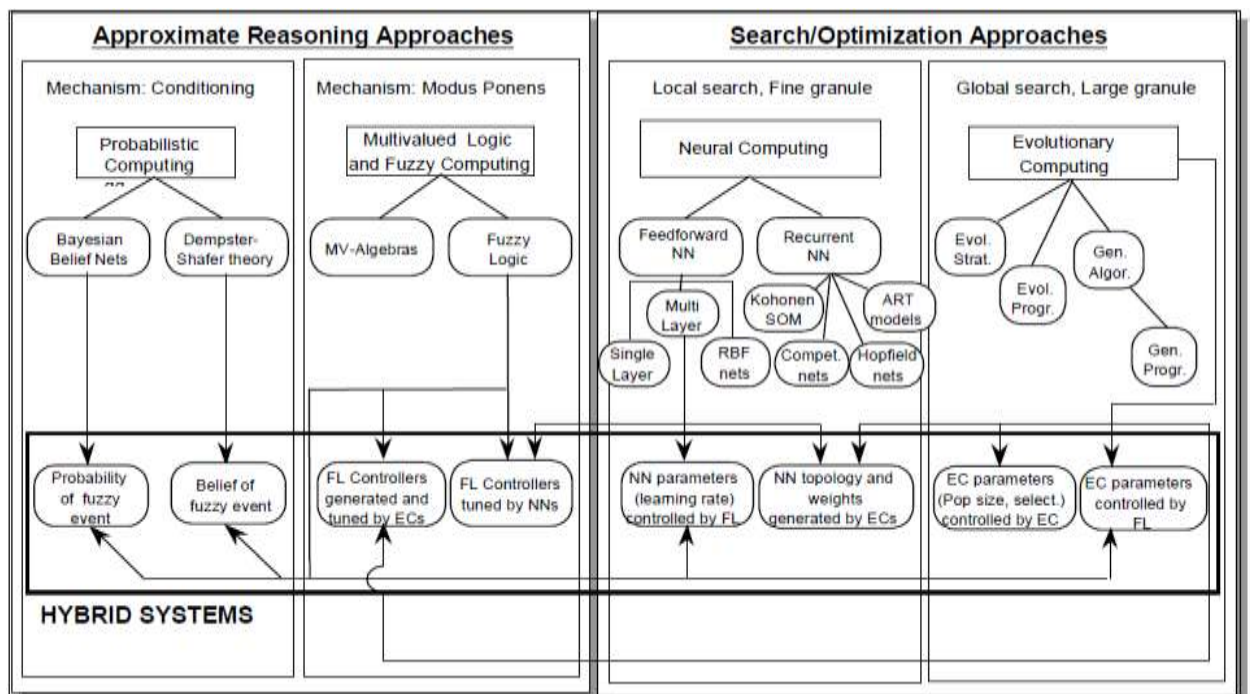 Approximate Reasoning Approaches
Search/Optimization Approaches
Mechanism: Conditioning
Mechanism: Modus Ponens
Local search, Fine granule
Global search, Large granule
Probabilistic
Computing
Multivalued Logic
and Fuzzy Computing
Neural Computing
Evolutionary
Computing
Bayesian
Belief Nets
Dempster-
Shafer theory
MV-Algebras
Fuzzy
Logic
Feedforward
NN
Recurrent
NN
Evol.
Strat.
Gen.
Algor.
Evol.
Progr.
Multi
Layer
Kohonen
SOM
ART
models
Single
Layer
RBF
nets
Compet.
nets
Hopfield
nets
Gen.
Progr.
Probability
of fuzzy
event
Belief of
fuzzy event
FL Controllers
generated and
tuned by ECs
FL Controllers
tuned by NNs
NN parameters
(learning rate)
controlled by FL
NN topology and
weights
generated by ECs
EC parameters
(Pop size, select.)
controlled by EC
EC parameters
controlled by
FL
HYBRID SYSTEMS